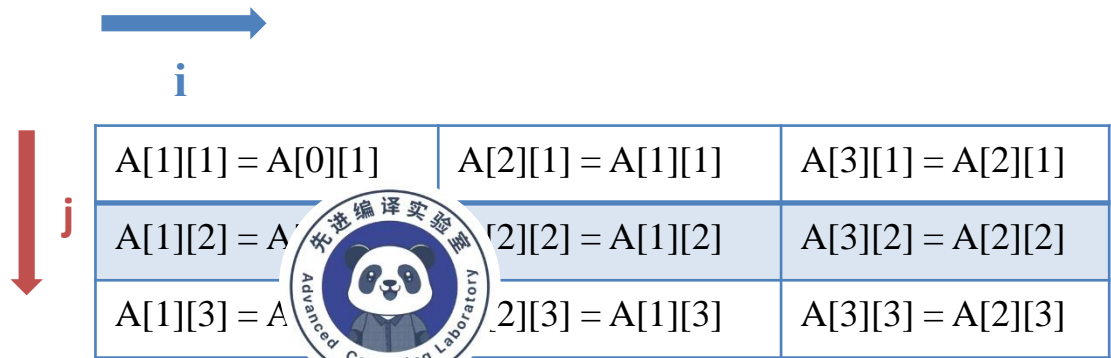 i
j
A[1][1] = A[0][1] A[2][1] = A[1][1] A[3][1] = A[2][1]
A[1][2] = A [2][2] = A[1][2] A[3][2] = A[2][2]
A[1][3] = A [2][3] = A[1][3] A[3][3] = A[2][3]
先进编译实验室
Advanced Laboratory